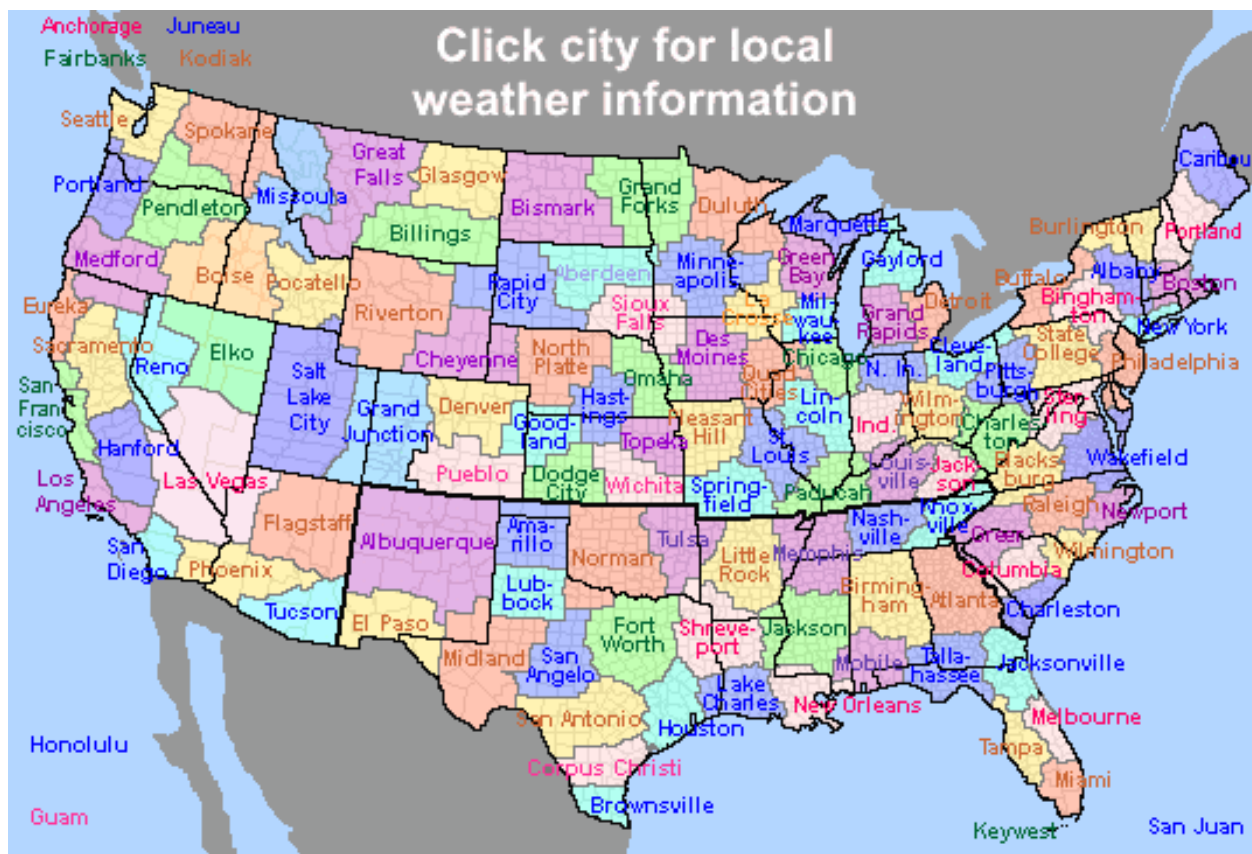 Anchorage Juneau
Fairbanks Kodiak
Click city for local
weather information
Seattle
Spokane
Great
Falls
Glasgow
Portland
Missoula
Pendleton
Billings
Bismark
Grand
Forks
Duluth
Marquette
Caribou
Burlington
Portland
Medford
Boise
Pocatello
Riverton
Rapid
City
Aberdeen
Minne-
apolis
Green
Bay
Gaylord
Buffalo
Albany
Boston
Eureka
Sioux
Falls
La
Crosse
Mil-
wau-
kee
Grand
Rapids
Detroit
Bingham-
ton
New York
Sacramento
Reno
Elko
Salt
Lake
City
Cheyenne
North
Platte
Omaha
Des
Moines
Quad
Cities
Chicago
N. In.
Cleve-
land
State
College
Pitts-
burgh
Philadelphia
San
Fran
cisco
Hanford
Grand
Junction
Denver
Good-
land
Hast-
ings
Topeka
Pleasant
Hill
Lin-
coln
St
Louis
Ind.
Wilm-
ington
Charles
ton
Ster-
ling
Los
Angeles
Las Vegas
Pueblo
Dodge
City
Wichita
Spring-
field
Paducah
Louis-
ville
Jack-
son
Blacks
burg
Wakefield
San
Diego
Flagstaff
Phoenix
Tucson
Albuquerque
Ama-
rillo
Norman
Tulsa
Little
Rock
Memphis
Nash-
ville
Knox-
ville
Greer
Raleigh
Newport
Wilmington
Columbia
Charleston
El Paso
Lub-
bock
Fort
Worth
Shreve-
port
Jackson
Birming-
ham
Atlanta
Midland
San
Angelo
Mobile
Talla-
hassee
Jacksonville
San Antonio
Houston
Lake
Charles
New Orleans
Melbourne
Honolulu
Corpus Christi
Tampa
Miami
Guam
Brownsville
Keywest
San Juan